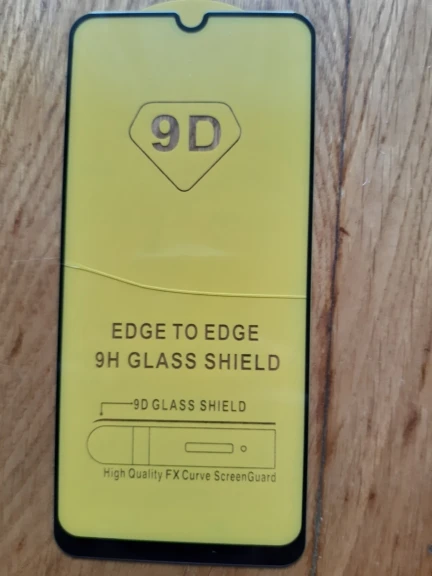 9D
EDGE TO EDGE
9H GLASS SHIELD
9D GLASS SHIELD
High Quality FX Curve ScreenGuard